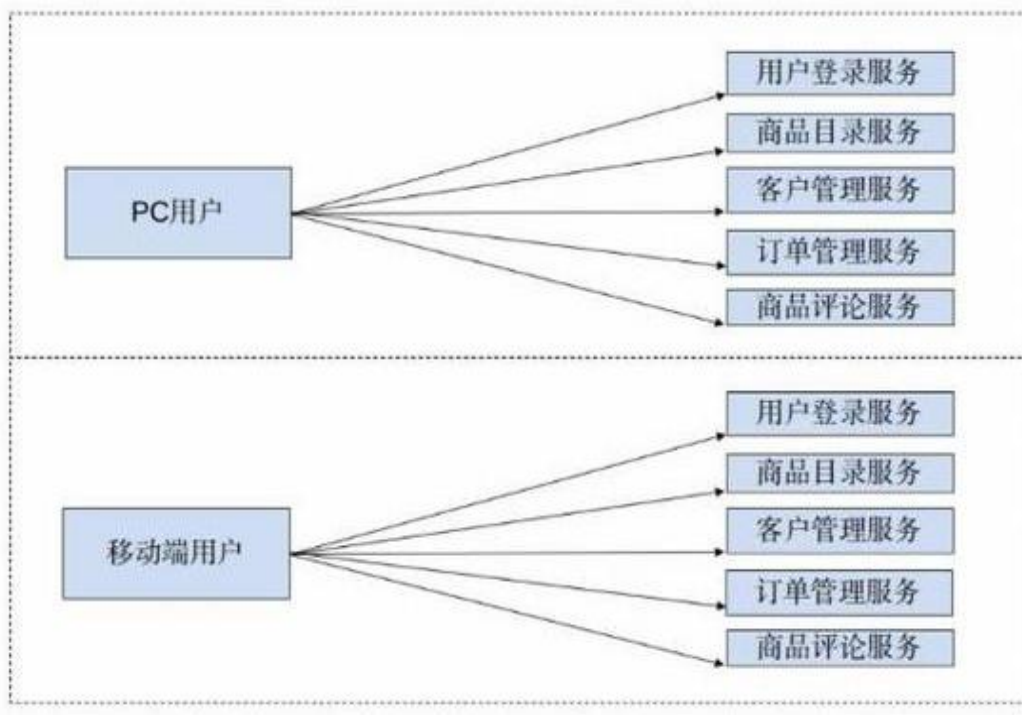 用户登录服务
商品目录服务
PC用户
客户管理服务
订单管理服务
商品评论服务
用户登录服务
商品目录服务
移动端用户
客户管理服务
订单管理服务
商品评论服务